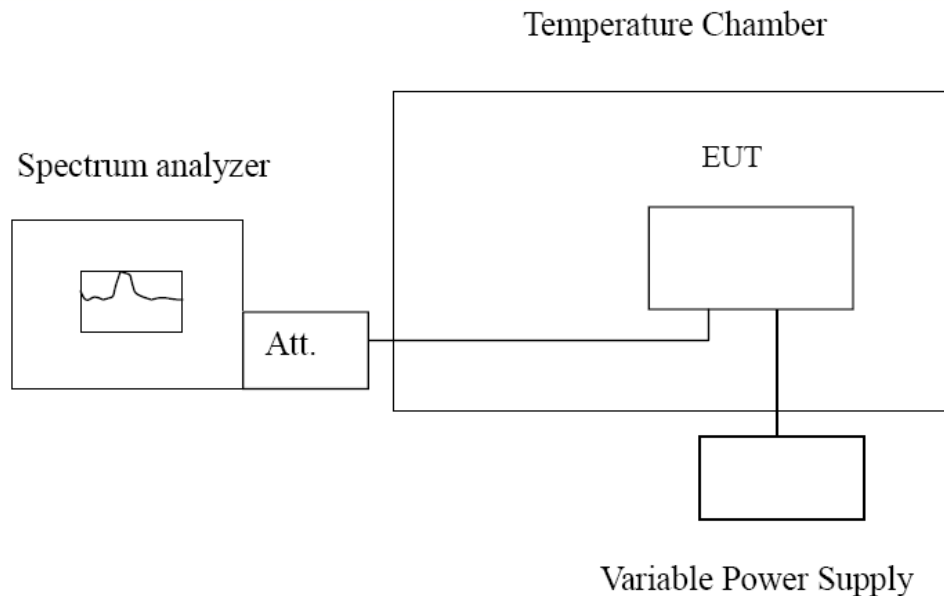 Temperature Chamber
Spectrum analyzer
EUT
Att.
Variable Power Supply